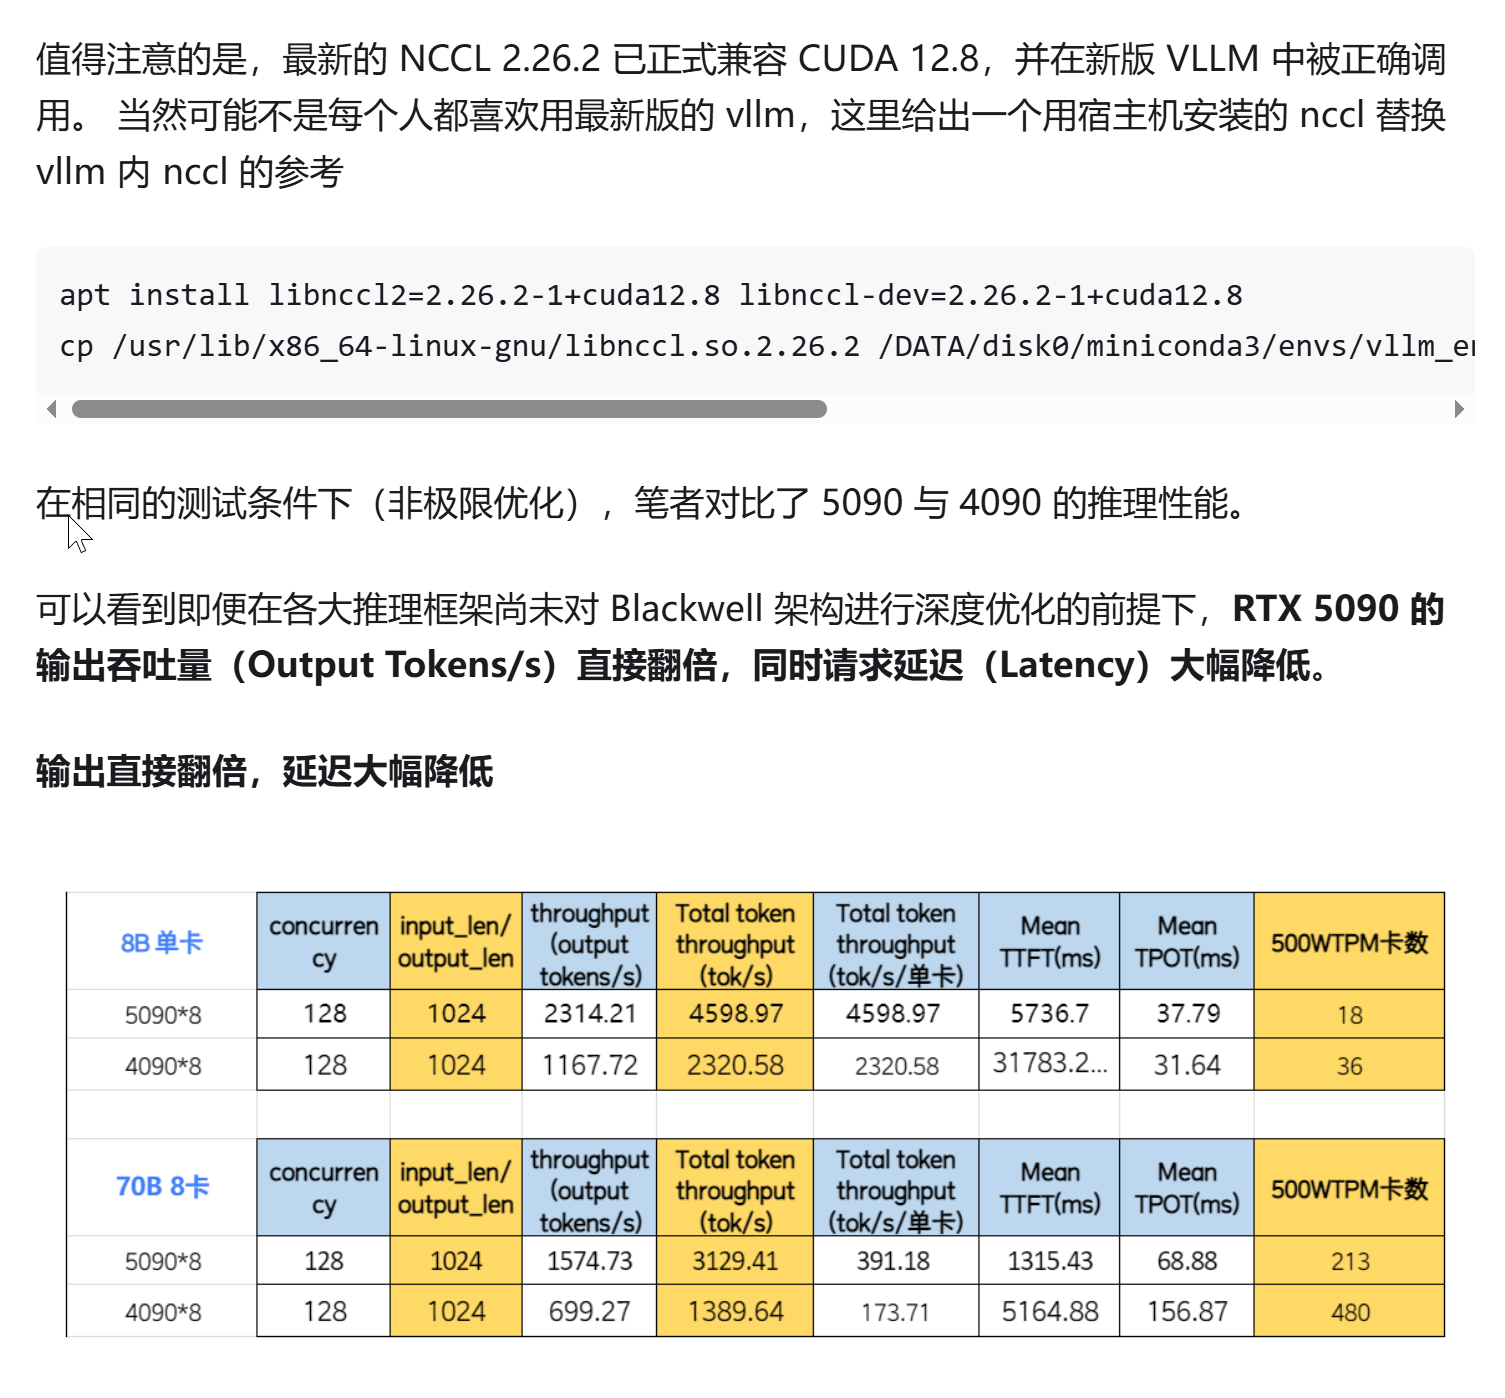 值得注意的是，最新的 NCCL 2.26.2 已正式兼容 CUDA 12.8，并在新版 VLLM 中被正确调
用。 当然可能不是每个人都喜欢用最新版的 vllm，这里给出一个用宿主机安装的 nccl 替换
vllm 内 nccl 的参考
apt install libnccl2=2.26.2-1+cuda12.8 libnccl-dev=2.26.2-1+cuda12.8
cp /usr/lib/x86_64-linux-gnu/libnccl.so.2.26.2 /DATA/disk0/miniconda3/envs/vllm_e
在相同的测试条件下（非极限优化），笔者对比了 5090 与 4090 的推理性能。
可以看到即便在各大推理框架尚未对 Blackwell 架构进行深度优化的前提下，RTX 5090 的
输出吞吐量（Output Tokens/s）直接翻倍，同时请求延迟（Latency）大幅降低。
输出直接翻倍，延迟大幅降低
8B 单卡 concurren cy input_len/ output_len throughput (output tokens/s) Total token throughput (tok/s) Total token throughput (tok/s/单卡) Mean TTFT(ms) Mean TPOT(ms) 500WTPM卡数
5090*8 128 1024 2314.21 4598.97 4598.97 5736.7 37.79 18
4090*8 128 1024 1167.72 2320.58 2320.58 31783.2... 31.64 36
70B 8卡 concurren cy input_len/ output_len throughput (output tokens/s) Total token throughput (tok/s) Total token throughput (tok/s/单卡) Mean TTFT(ms) Mean TPOT(ms) 500WTPM卡数
5090*8 128 1024 1574.73 3129.41 391.18 1315.43 68.88 213
4090*8 128 1024 699.27 1389.64 173.71 5164.88 156.87 480